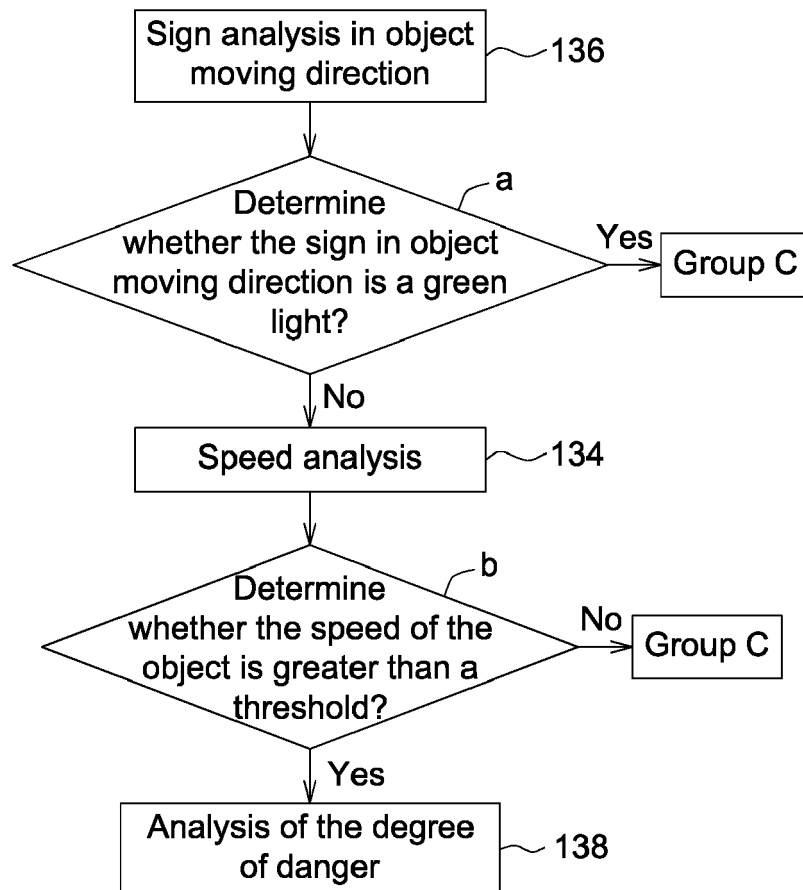 Sign analysis in object
moving direction
136
a
Determine
whether the sign in object
moving direction is a green
light?
Yes
Group C
No
Speed analysis
134
b
Determine
whether the speed of the
object is greater than a
threshold?
No
Group C
Yes
Analysis of the degree
of danger
138